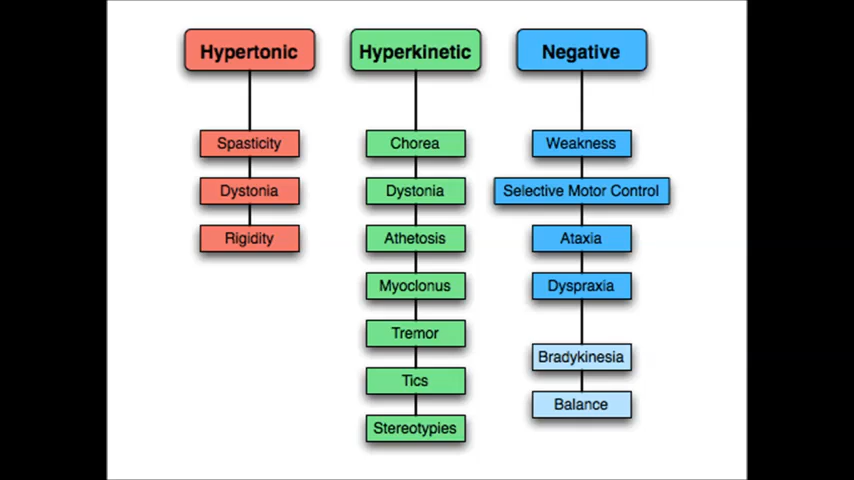 Hypertonic
Spasticity
Dystonia
Rigidity
Hyperkinetic
Chorea
Dystonia
Athetosis
Myoclonus
Tremor
Tics
Stereotypies
Negative
Weakness
Selective Motor Control
Ataxia
Dyspraxia
Bradykinesia
Balance